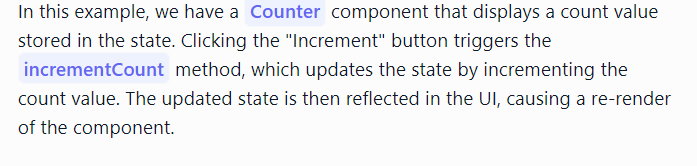 In this example, we have a Counter component that displays a count value
stored in the state. Clicking the "Increment" button triggers the
incrementCount method, which updates the state by incrementing the
count value. The updated state is then reflected in the UI, causing a re-render
of the component.